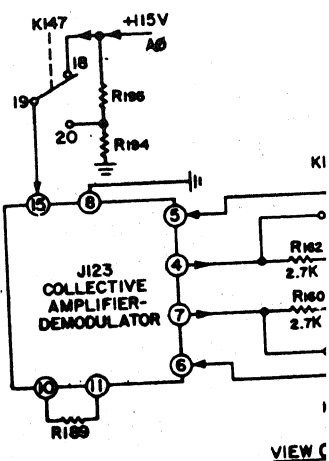 K147
+115V
AØ
18
19
R195
20
R194
K1
15
8
5
J123
COLLECTIVE
AMPLIFIER-
DEMODULATOR
4
R162
2.7K
7
R160
2.7K
6
10
11
R189
VIEW